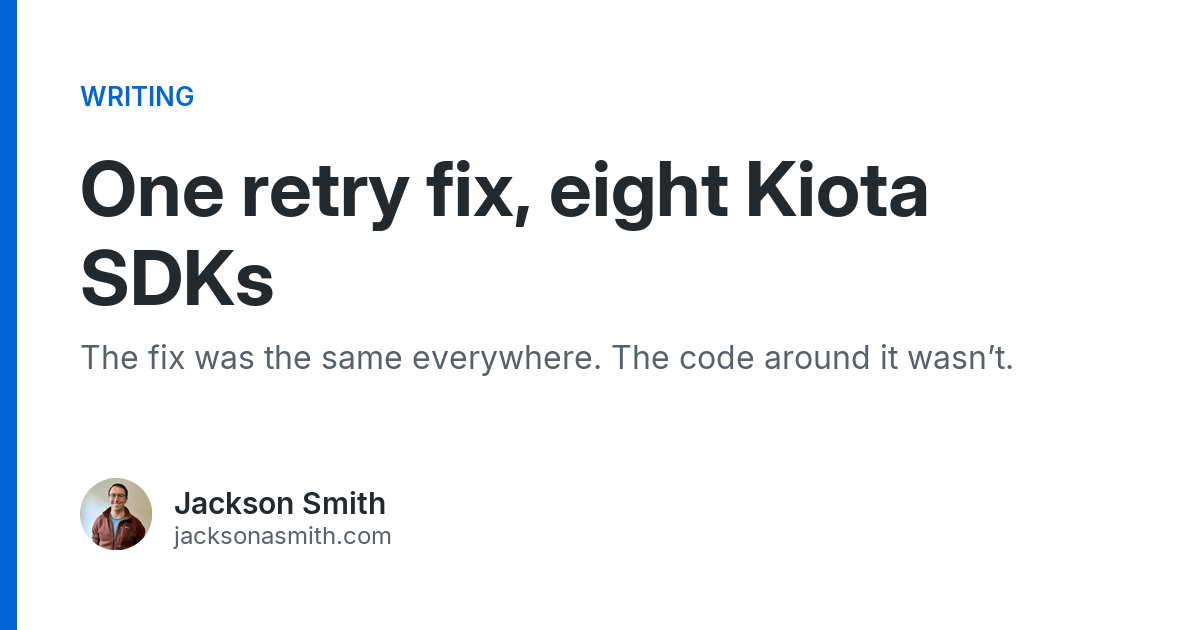 WRITING
One retry fix, eight Kiota
SDKs
The fix was the same everywhere. The code around it wasn’t.
Jackson Smith
jacksonasmith.com